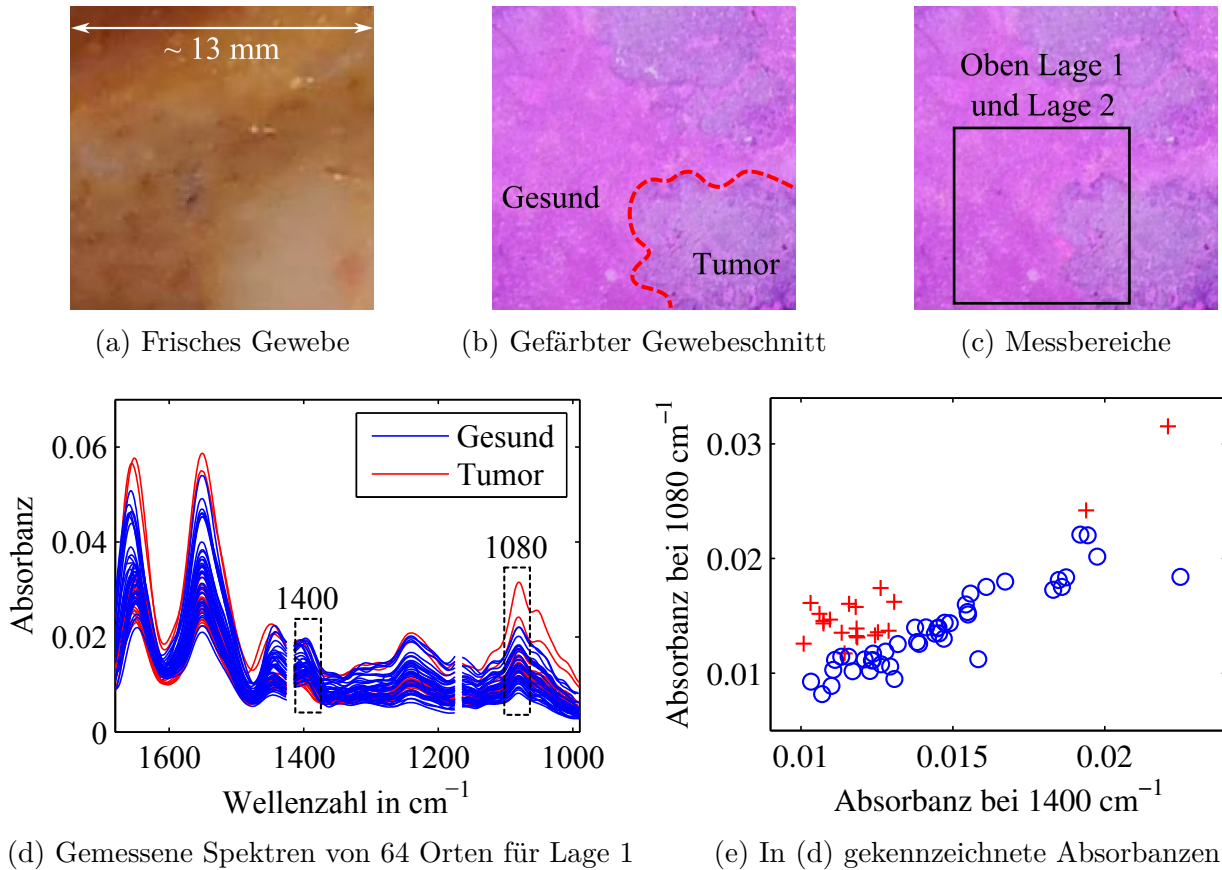 ~ 13 mm
Gesund
Tumor
Oben Lage 1
und Lage 2
(a) Frisches Gewebe
(b) Gefärbter Gewebeschnitt
(c) Messbereiche
Absorbanz
0.06
0.04
0.02
0
Gesund
Tumor
1400
1080
1600
1400
1200
1000
Wellenzahl in cm⁻¹
(d) Gemessene Spektren von 64 Orten für Lage 1
Absorbanz bei 1080 cm⁻¹
0.03
0.02
0.01
0.01
0.015
0.02
Absorbanz bei 1400 cm⁻¹
(e) In (d) gekennzeichnete Absorbanzen